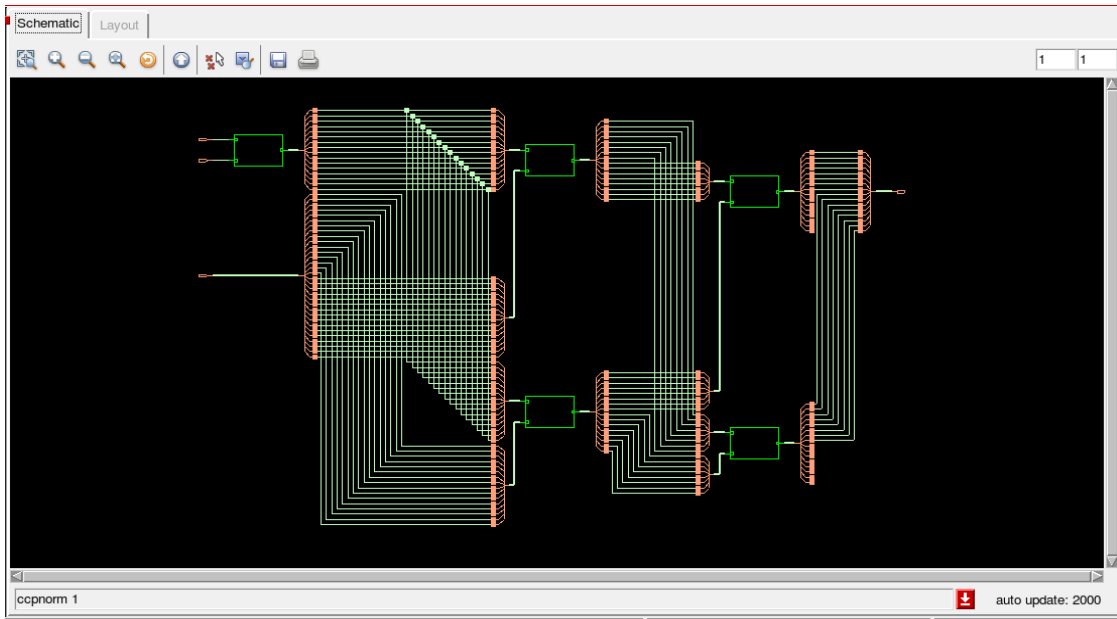 Schematic
Layout
1
1
ccpnorm 1
auto update: 2000